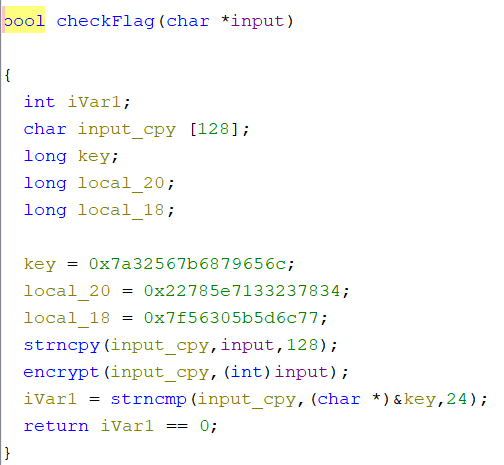 bool checkFlag(char *input)
{
int iVar1;
char input_cpy [128];
long key;
long local_20;
long local_18;
key = 0x7a32567b6879656c;
local_20 = 0x22785e7133237834;
local_18 = 0x7f56305b5d6c77;
strncpy(input_cpy,input,128);
encrypt(input_cpy,(int)input);
iVar1 = strncmp(input_cpy,(char *)&key,24);
return iVar1 == 0;
}